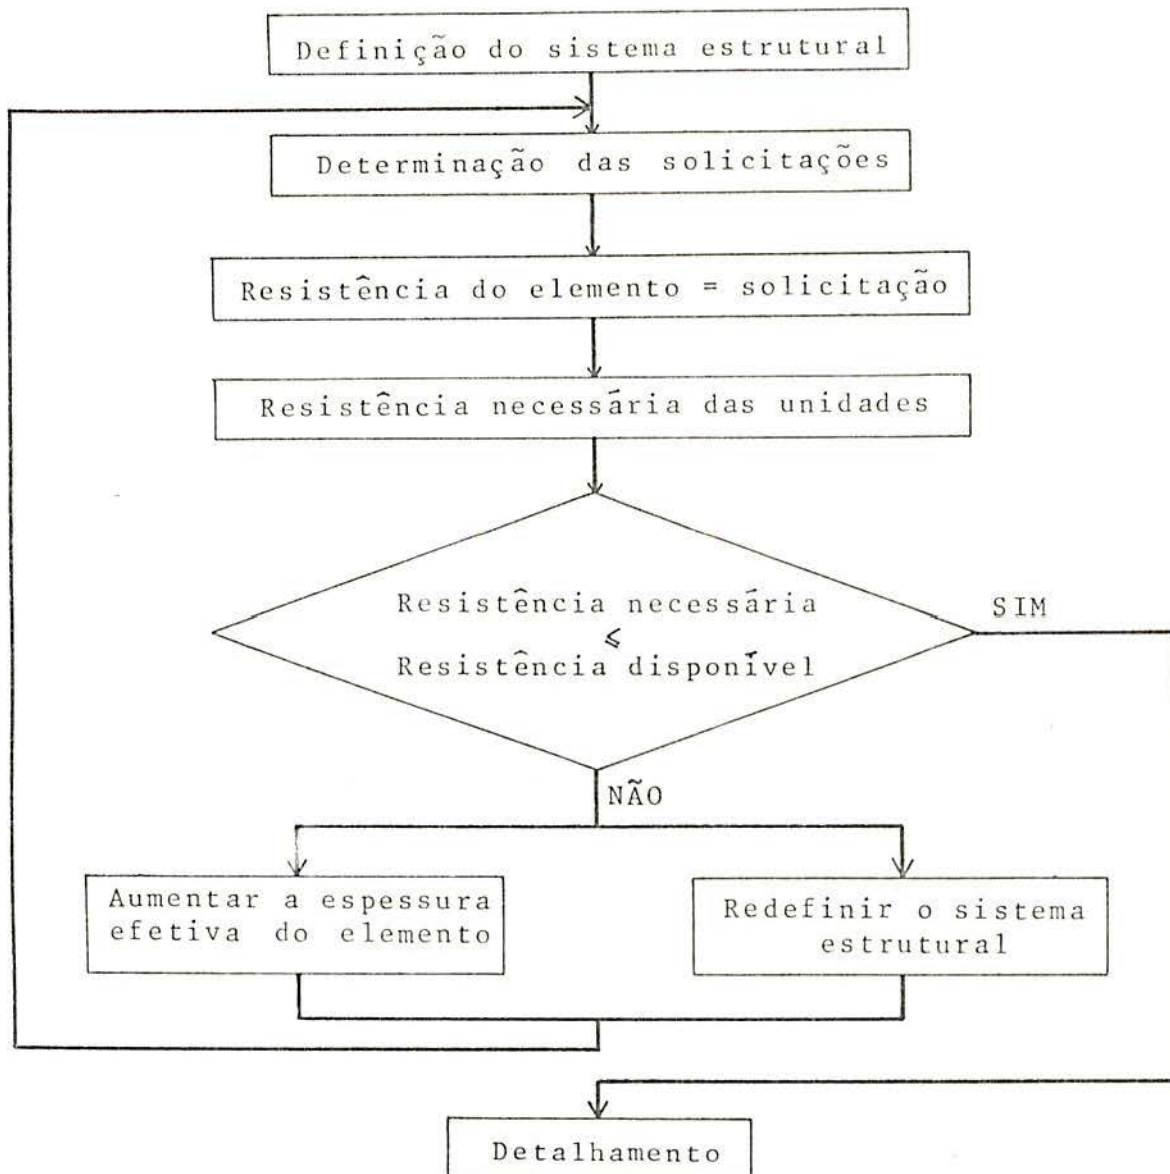 Definição do sistema estrutural
Determinação das solicitações
Resistência do elemento = solicitação
Resistência necessária das unidades
Resistência necessária
≤
Resistência disponível
SIM
NÃO
Aumentar a espessura
efetiva do elemento
Redefinir o sistema
estrutural
Detalhamento